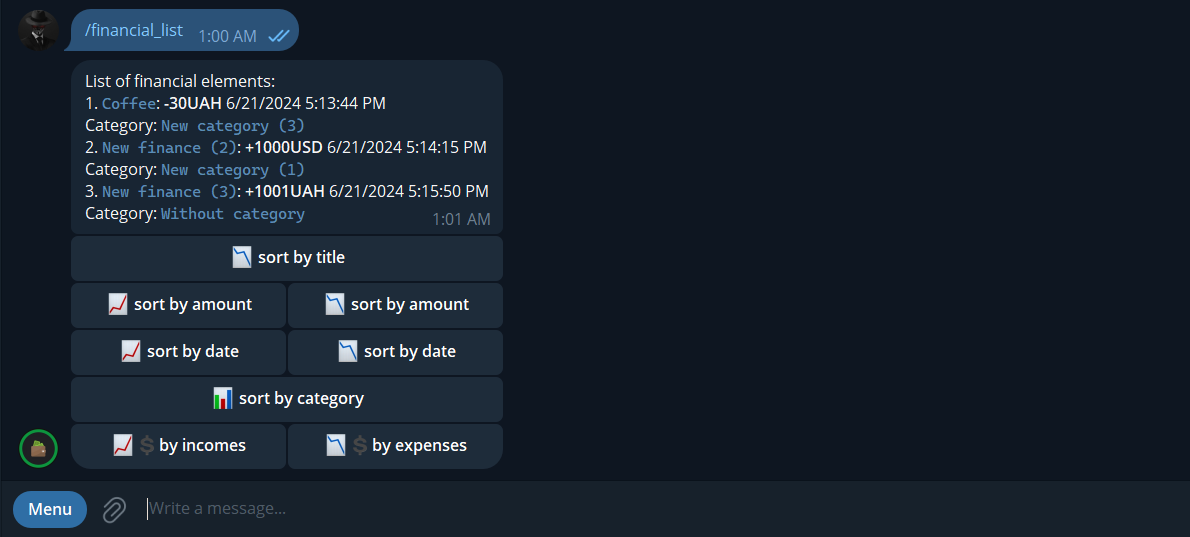 /financial_list 1:00 AM
List of financial elements:
1. Coffee: -30UAH 6/21/2024 5:13:44 PM
Category: New category (3)
2. New finance (2): +1000USD 6/21/2024 5:14:15 PM
Category: New category (1)
3. New finance (3): +1001UAH 6/21/2024 5:15:50 PM
Category: Without category
1:01 AM
sort by title
sort by amount
sort by amount
sort by date
sort by date
sort by category
$ by incomes
$ by expenses
Menu
Write a message...